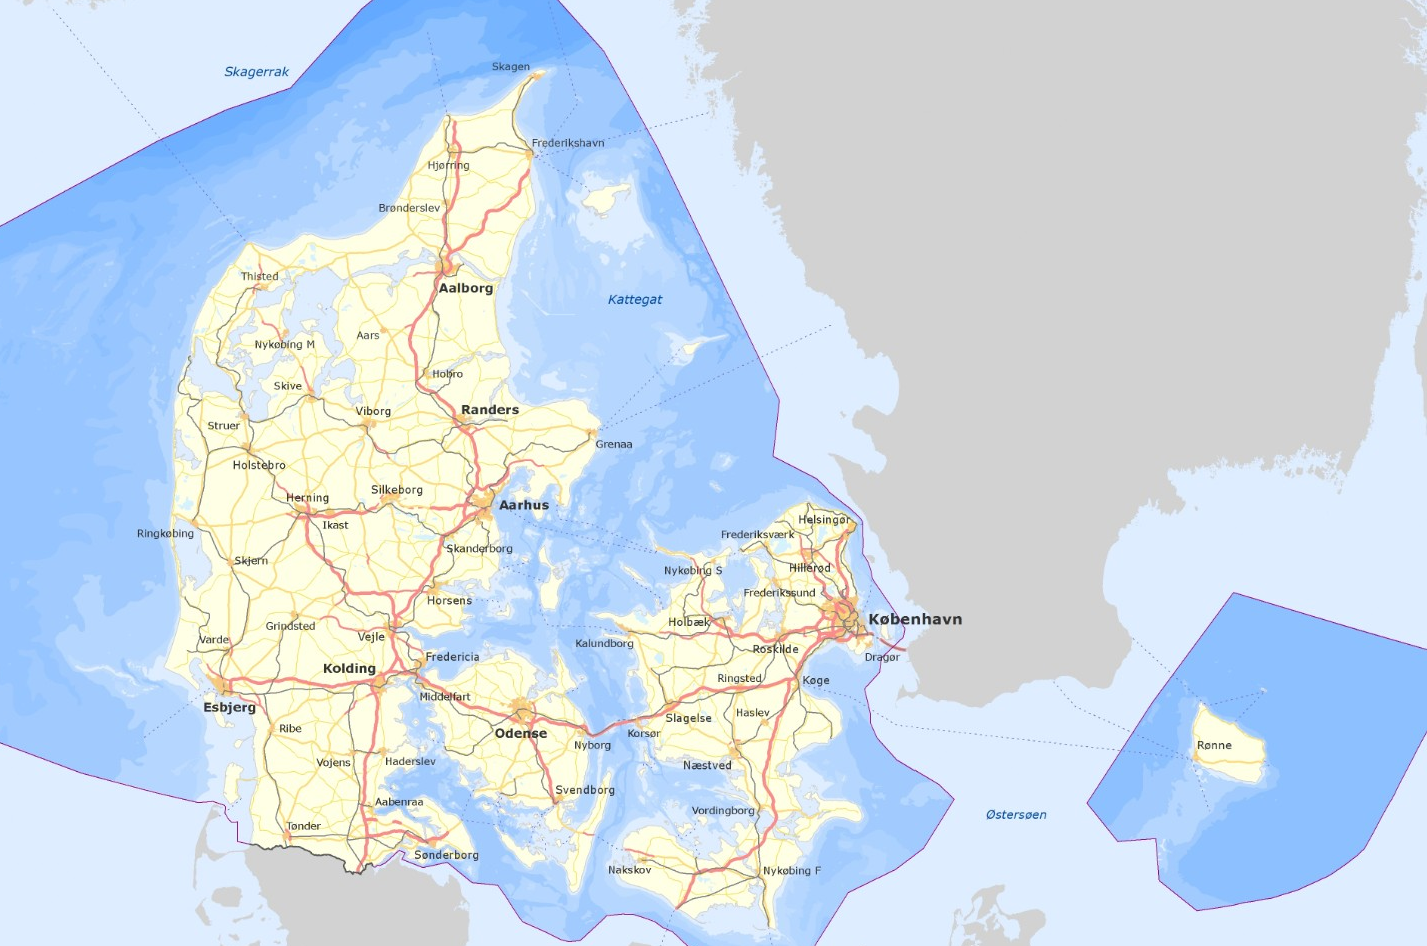 Skagen
Skagerrak
Frederikshavn
Hjørring
Brønderslev
Thisted
Aalborg
Kattegat
Aars
Nykøbing M
Hobro
Skive
Viborg
Randers
Struer
Grenaa
Holstebro
Silkeborg
Herning
Aarhus
Ikast
Helsingør
Ringkøbing
Frederiksværk
Skanderborg
Skjern
Hillerød
Nykøbing S
Frederikssund
Horsens
København
Holbæk
Grindsted
Vejle
Varde
Kalundborg
Roskilde
Fredericia
Dragør
Kolding
Ringsted
Køge
Middelfart
Esbjerg
Haslev
Slagelse
Ribe
Odense
Korsør
Nyborg
Rønne
Vojens
Haderslev
Næstved
Svendborg
Aabenraa
Vordingborg
Østersøen
Tønder
Sønderborg
Nakskov
Nykøbing F